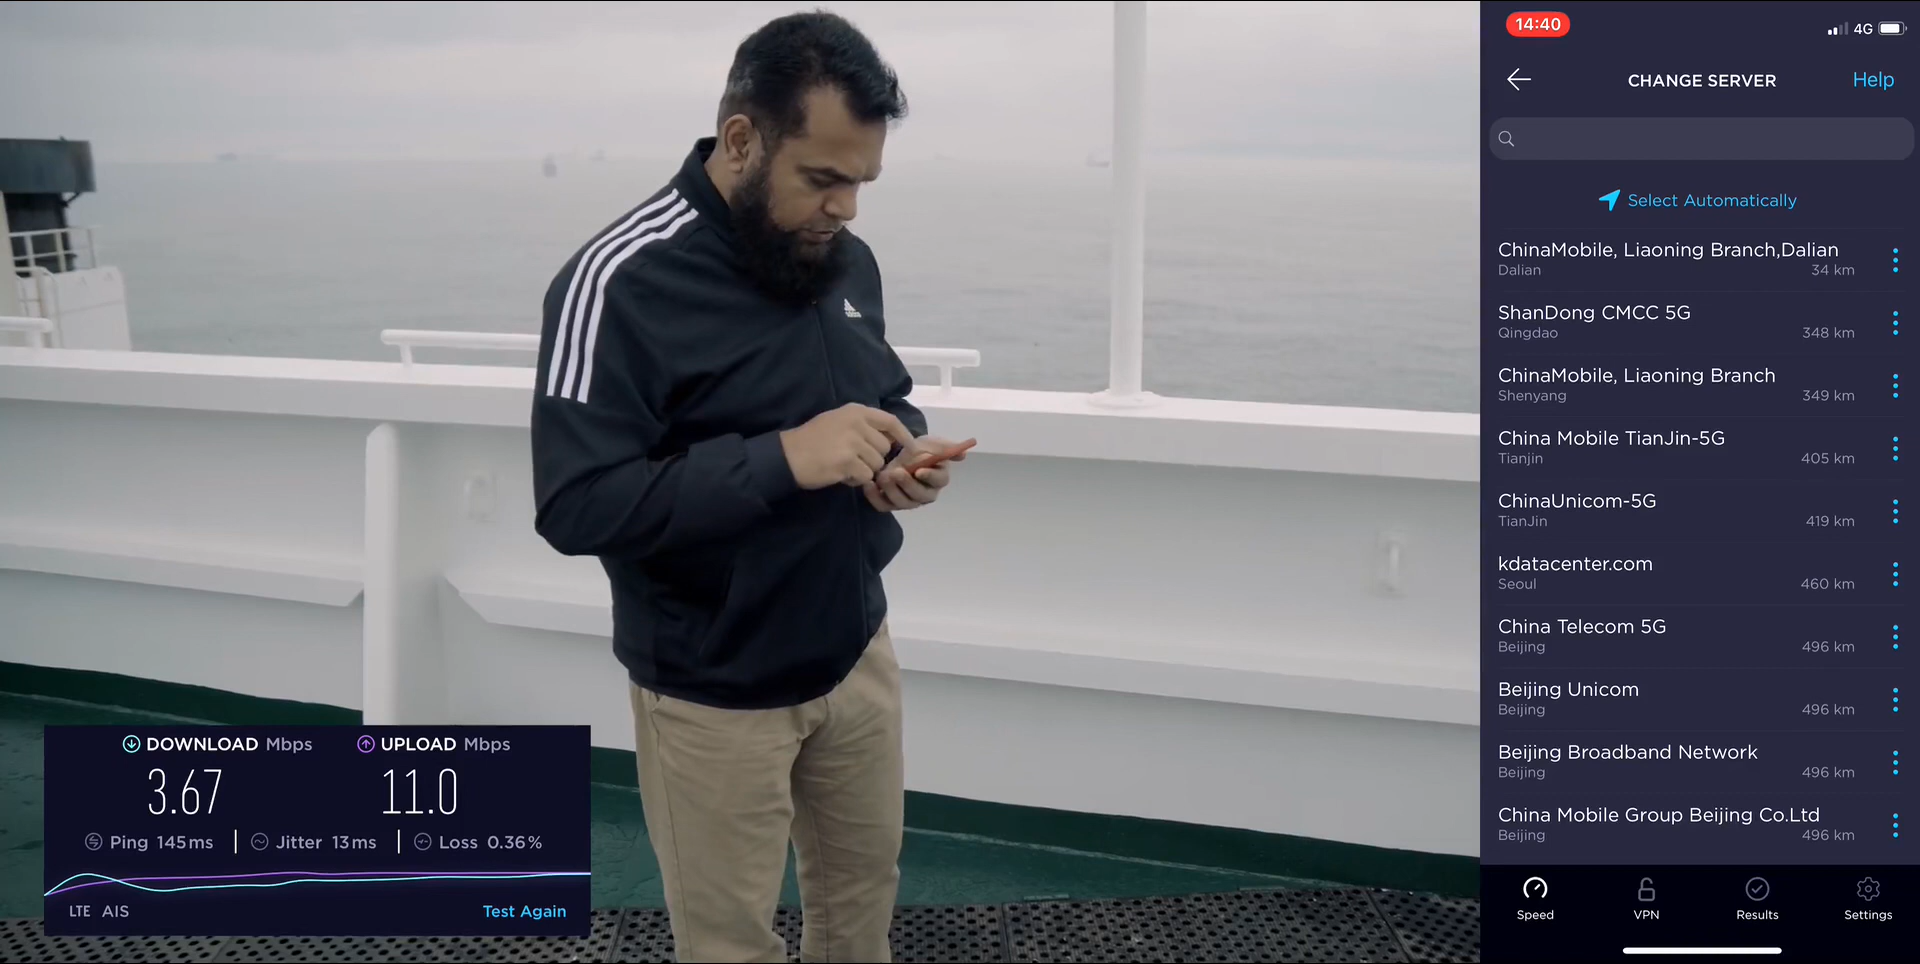 DOWNLOAD Mbps
3.67
UPLOAD Mbps
11.0
Ping 145ms
Jitter 13ms
Loss 0.36%
LTE AIS
Test Again
14:40
4G
CHANGE SERVER
Help
Select Automatically
ChinaMobile, Liaoning Branch,Dalian
Dalian 34 km
ShanDong CMCC 5G
Qingdao 348 km
ChinaMobile, Liaoning Branch
Shenyang 349 km
China Mobile TianJin-5G
Tianjin 405 km
ChinaUnicom-5G
TianJin 419 km
kdatacenter.com
Seoul 460 km
China Telecom 5G
Beijing 496 km
Beijing Unicom
Beijing 496 km
Beijing Broadband Network
Beijing 496 km
China Mobile Group Beijing Co.Ltd
Beijing 496 km
Speed
VPN
Results
Settings